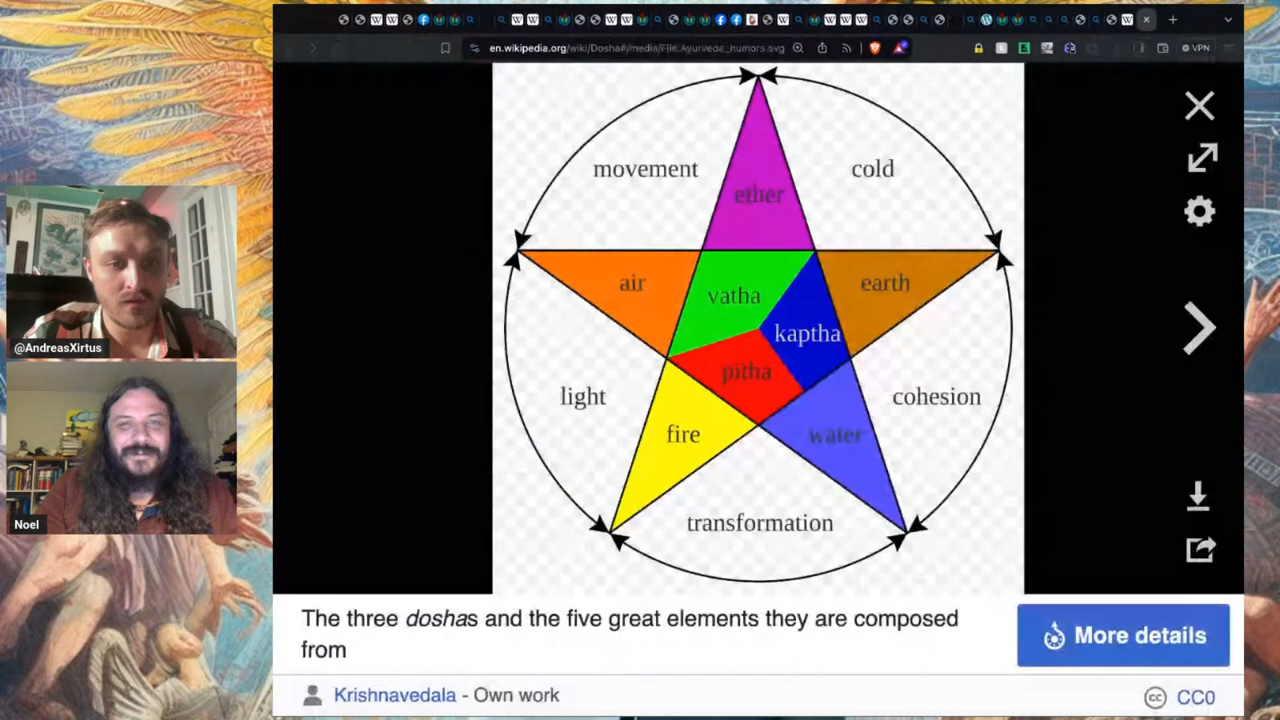 en.wikipedia.org/wiki/Dosha#/media/File:Ayurveda_humors.svg
VPN
movement
cold
ether
air
vatha
earth
kaptha
pitha
light
cohesion
fire
water
transformation
@AndreasXirtus
Noel
The three doshas and the five great elements they are composed
from
More details
Krishnavedala - Own work
CC0